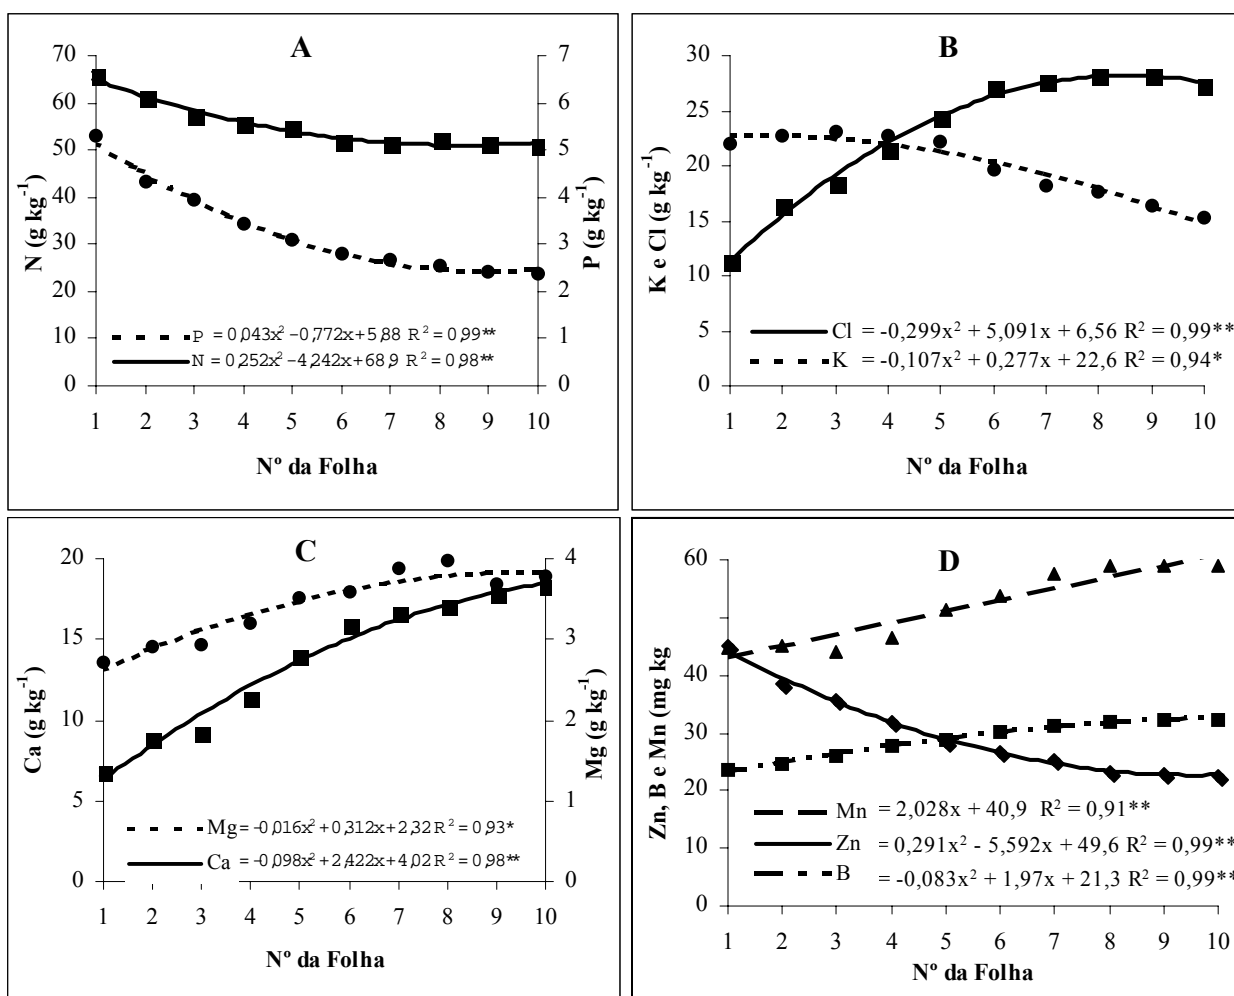 A
70
60
50
40
30
20
10
0
7
6
5
4
3
2
1
0
N (g kg⁻¹)
P (g kg⁻¹)
P = 0,043x² −0,772x+5,88 R² = 0,99**
N = 0,252x² −4,242x+68,9 R² = 0,98**
1 2 3 4 5 6 7 8 9 10
Nº da Folha
B
30
25
20
15
10
5
0
K e Cl (g kg⁻¹)
Cl = -0,299x² + 5,091x + 6,56 R² = 0,99**
K = -0,107x² + 0,277x + 22,6 R² = 0,94*
1 2 3 4 5 6 7 8 9 10
Nº da Folha
C
20
15
10
5
0
4
3
2
1
0
Ca (g kg⁻¹)
Mg (g kg⁻¹)
Mg = −0,016x² +0,312x+2,32 R² = 0,93*
Ca = −0,098x² +2,422x+4,02 R² = 0,98**
1 2 3 4 5 6 7 8 9 10
Nº da Folha
D
60
40
30
20
0
Zn, B e Mn (mg kg
Mn = 2,028x + 40,9 R² = 0,91**
Zn = 0,291x² - 5,592x + 49,6 R² = 0,99**
B = -0,083x² + 1,97x + 21,3 R² = 0,99**
1 2 3 4 5 6 7 8 9 10
Nº da Folha